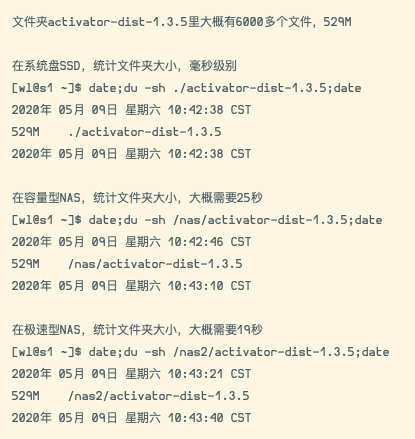 文件夹activator-dist-1.3.5里大概有6000多个文件，529M
在系统盘SSD，统计文件夹大小，毫秒级别
[wl@s1 ~]$ date;du -sh ./activator-dist-1.3.5;date
2020年 05月 09日 星期六 10:42:38 CST
529M    ./activator-dist-1.3.5
2020年 05月 09日 星期六 10:42:38 CST
在容量型NAS，统计文件夹大小，大概需要25秒
[wl@s1 ~]$ date;du -sh /nas/activator-dist-1.3.5;date
2020年 05月 09日 星期六 10:42:46 CST
529M    /nas/activator-dist-1.3.5
2020年 05月 09日 星期六 10:43:10 CST
在极速型NAS，统计文件夹大小，大概需要19秒
[wl@s1 ~]$ date;du -sh /nas2/activator-dist-1.3.5;date
2020年 05月 09日 星期六 10:43:21 CST
529M    /nas2/activator-dist-1.3.5
2020年 05月 09日 星期六 10:43:40 CST